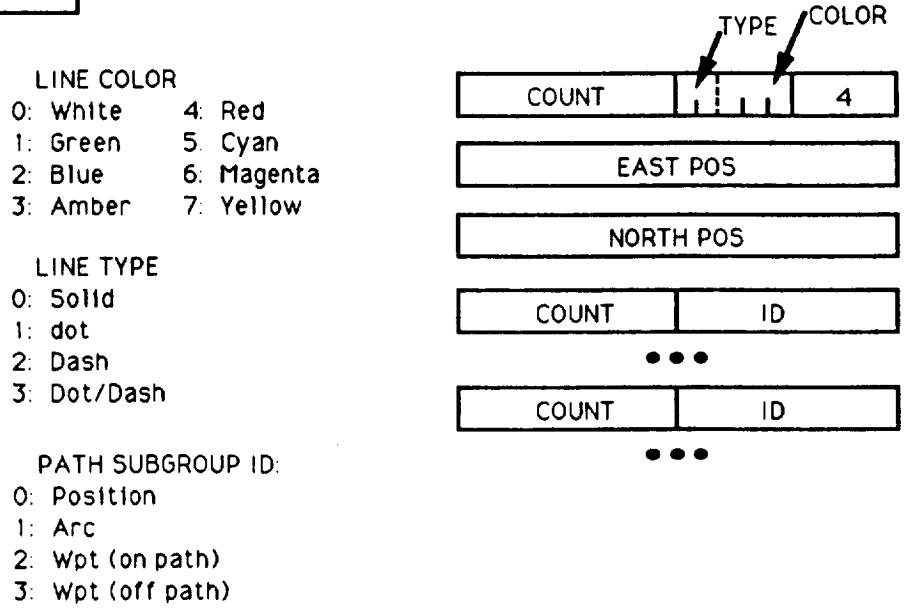 LINE COLOR
0: White 4: Red
1: Green 5. Cyan
2: Blue 6: Magenta
3: Amber 7: Yellow
LINE TYPE
0: Solid
1: dot
2: Dash
3: Dot/Dash
PATH SUBGROUP ID:
0: Position
1: Arc
2: Wpt (on path)
3: Wpt (off path)
TYPE COLOR
COUNT 4
EAST POS
NORTH POS
COUNT ID
COUNT ID